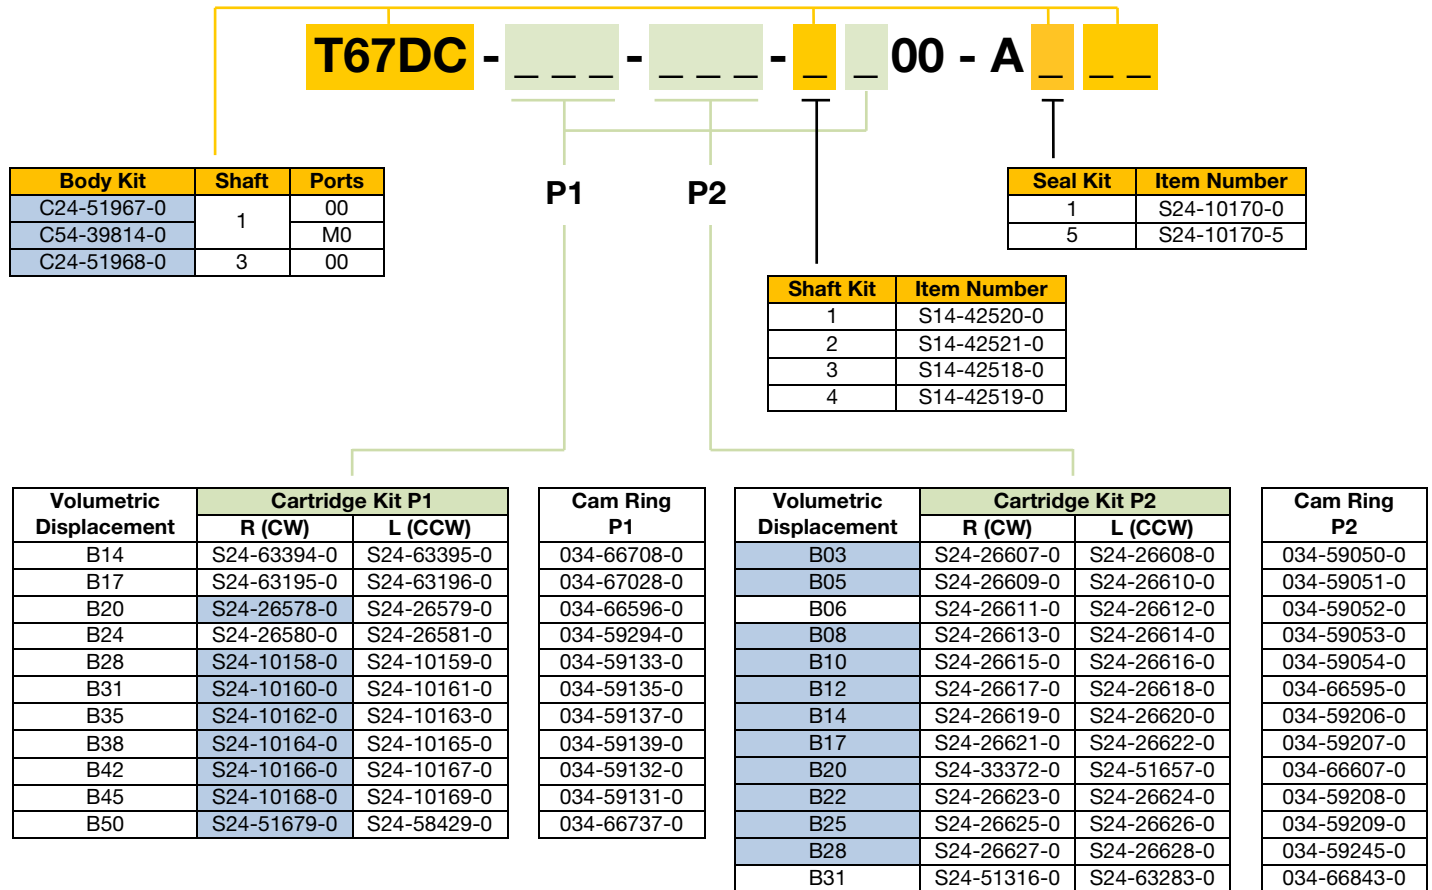 T67DC - _ _ _ - _ _ _ - _ _ 00 - A _ _ _
Body Kit Shaft Ports
C24-51967-0 1 00
C54-39814-0 M0
C24-51968-0 3 00
P1 P2
Seal Kit Item Number
1 S24-10170-0
5 S24-10170-5
Shaft Kit Item Number
1 S14-42520-0
2 S14-42521-0
3 S14-42518-0
4 S14-42519-0
Volumetric Displacement Cartridge Kit P1
R (CW) L (CCW)
B14 S24-63394-0 S24-63395-0
B17 S24-63195-0 S24-63196-0
B20 S24-26578-0 S24-26579-0
B24 S24-26580-0 S24-26581-0
B28 S24-10158-0 S24-10159-0
B31 S24-10160-0 S24-10161-0
B35 S24-10162-0 S24-10163-0
B38 S24-10164-0 S24-10165-0
B42 S24-10166-0 S24-10167-0
B45 S24-10168-0 S24-10169-0
B50 S24-51679-0 S24-58429-0
Cam Ring
P1
034-66708-0
034-67028-0
034-66596-0
034-59294-0
034-59133-0
034-59135-0
034-59137-0
034-59139-0
034-59132-0
034-59131-0
034-66737-0
Volumetric Displacement Cartridge Kit P2
R (CW) L (CCW)
B03 S24-26607-0 S24-26608-0
B05 S24-26609-0 S24-26610-0
B06 S24-26611-0 S24-26612-0
B08 S24-26613-0 S24-26614-0
B10 S24-26615-0 S24-26616-0
B12 S24-26617-0 S24-26618-0
B14 S24-26619-0 S24-26620-0
B17 S24-26621-0 S24-26622-0
B20 S24-33372-0 S24-51657-0
B22 S24-26623-0 S24-26624-0
B25 S24-26625-0 S24-26626-0
B28 S24-26627-0 S24-26628-0
B31 S24-51316-0 S24-63283-0
Cam Ring
P2
034-59050-0
034-59051-0
034-59052-0
034-59053-0
034-59054-0
034-66595-0
034-59206-0
034-59207-0
034-66607-0
034-59208-0
034-59209-0
034-59245-0
034-66843-0